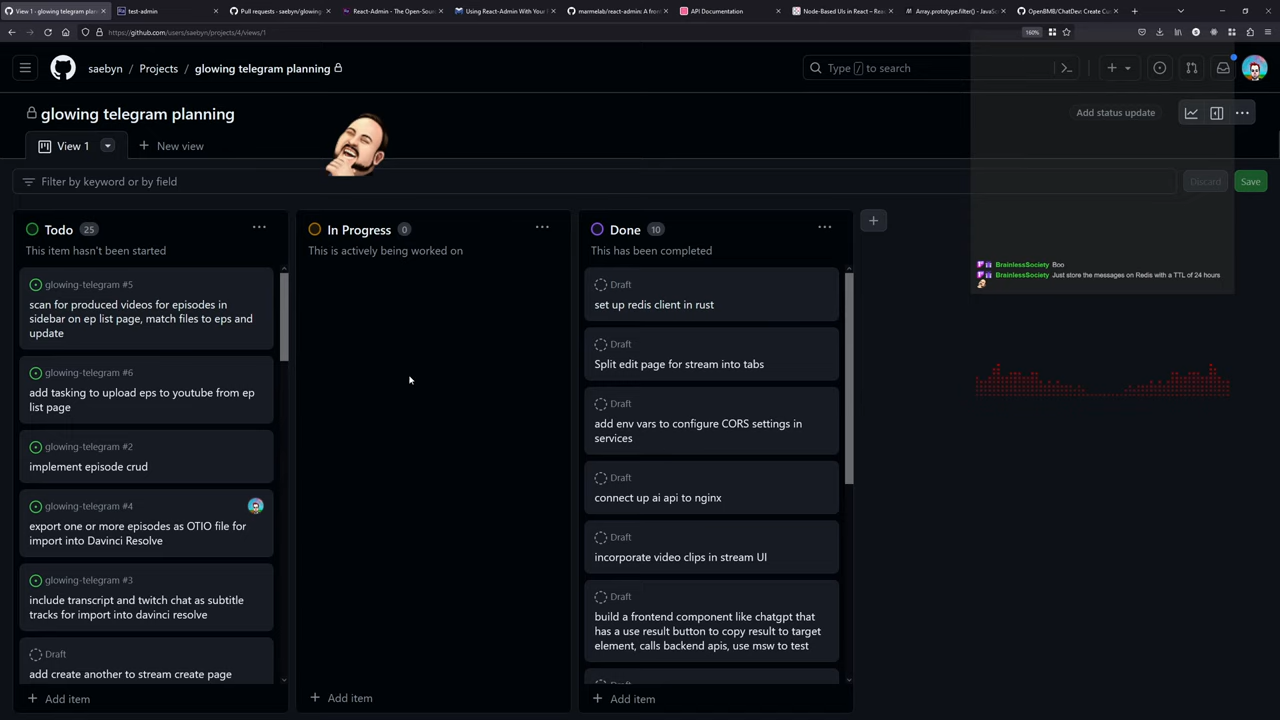 View 1 · glowing telegram plan
test-admin
Pull requests · saebyn/glowing
React-Admin - The Open-Sou
Using React-Admin With Your
marmelab/react-admin: A fron
API Documentation
Node-Based UIs in React – Rea
Array.prototype.filter() - JavaSc
OpenBMB/ChatDev: Create Cu
https://github.com/users/saebyn/projects/4/views/1
160%
saebyn / Projects / glowing telegram planning
Type / to search
glowing telegram planning
Add status update
View 1
New view
Filter by keyword or by field
Discard
Save
Todo 25
This item hasn't been started
glowing-telegram #5
scan for produced videos for episodes in
sidebar on ep list page, match files to eps and
update
glowing-telegram #6
add tasking to upload eps to youtube from ep
list page
glowing-telegram #2
implement episode crud
glowing-telegram #4
export one or more episodes as OTIO file for
import into Davinci Resolve
glowing-telegram #3
include transcript and twitch chat as subtitle
tracks for import into davinci resolve
Draft
add create another to stream create page
Add item
In Progress 0
This is actively being worked on
Add item
Done 10
This has been completed
Draft
set up redis client in rust
Draft
Split edit page for stream into tabs
Draft
add env vars to configure CORS settings in
services
Draft
connect up ai api to nginx
Draft
incorporate video clips in stream UI
Draft
build a frontend component like chatgpt that
has a use result button to copy result to target
element, calls backend apis, use msw to test
Draft
Add item
BrainlessSociety Boo
BrainlessSociety Just store the messages on Redis with a TTL of 24 hours